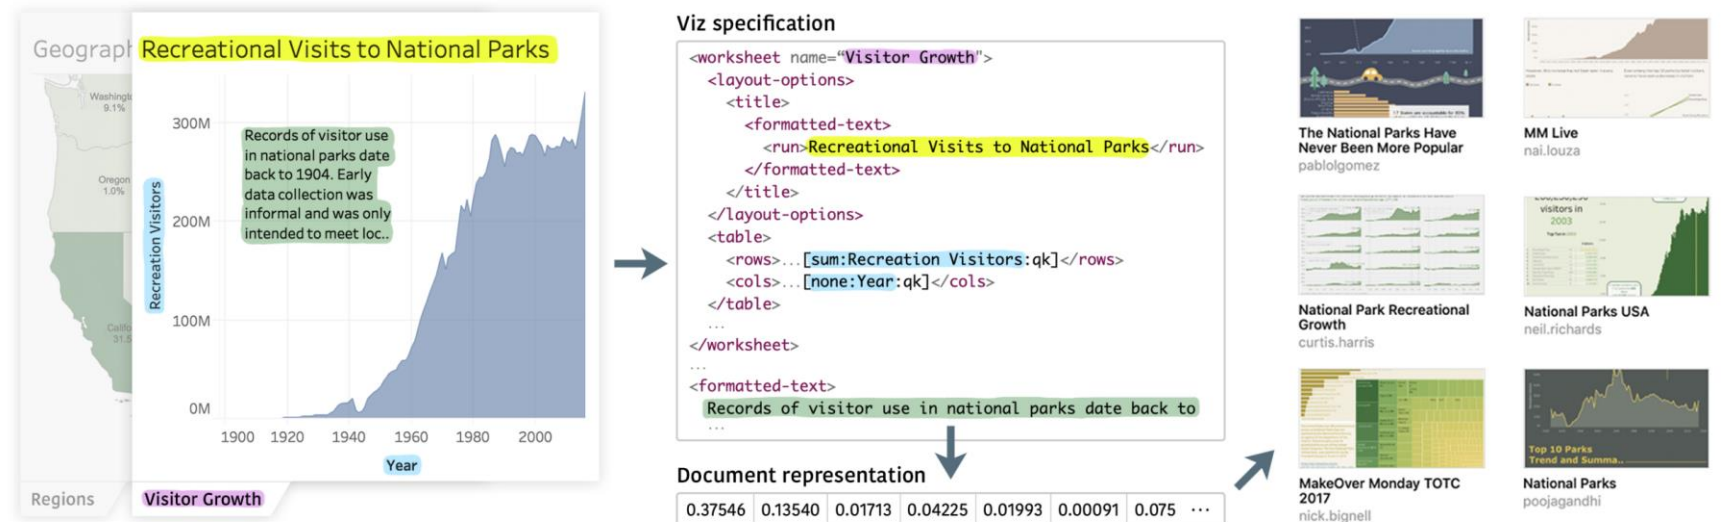 Geograph
Recreational Visits to National Parks
Washingt
9.1%
Oregon
1.0%
Califo
31.5
300M
200M
100M
0M
Recreation Visitors
Records of visitor use
in national parks date
back to 1904. Early
data collection was
informal and was only
intended to meet loc..
1900 1920 1940 1960 1980 2000
Year
Regions
Visitor Growth
Viz specification
<worksheet name="Visitor Growth">
<layout-options>
<title>
<formatted-text>
<run>Recreational Visits to National Parks</run>
</formatted-text>
</title>
</layout-options>
<table>
<rows>...[sum:Recreation Visitors:qk]</rows>
<cols>...[none:Year:qk]</cols>
</table>
...
</worksheet>
...
<formatted-text>
Records of visitor use in national parks date back to
...
Document representation
0.37546 0.13540 0.01713 0.04225 0.01993 0.00091 0.075 ...
The National Parks Have
Never Been More Popular
pablolgomez
MM Live
nai.louza
National Park Recreational
Growth
curtis.harris
visitors in
2003
National Parks USA
neil.richards
MakeOver Monday TOTC
2017
nick.bignell
Top 10 Parks
Trend and Summa..
National Parks
poojagandhi